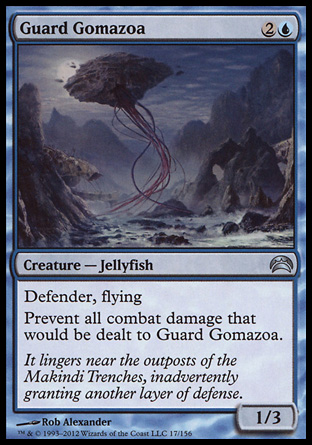 Guard Gomazoa 2
Creature — Jellyfish
Defender, flying
Prevent all combat damage that
would be dealt to Guard Gomazoa.
It lingers near the outposts of the
Makindi Trenches, inadvertently
granting another layer of defense.
Rob Alexander
™ & © 1993–2012 Wizards of the Coast LLC 17/156
1/3